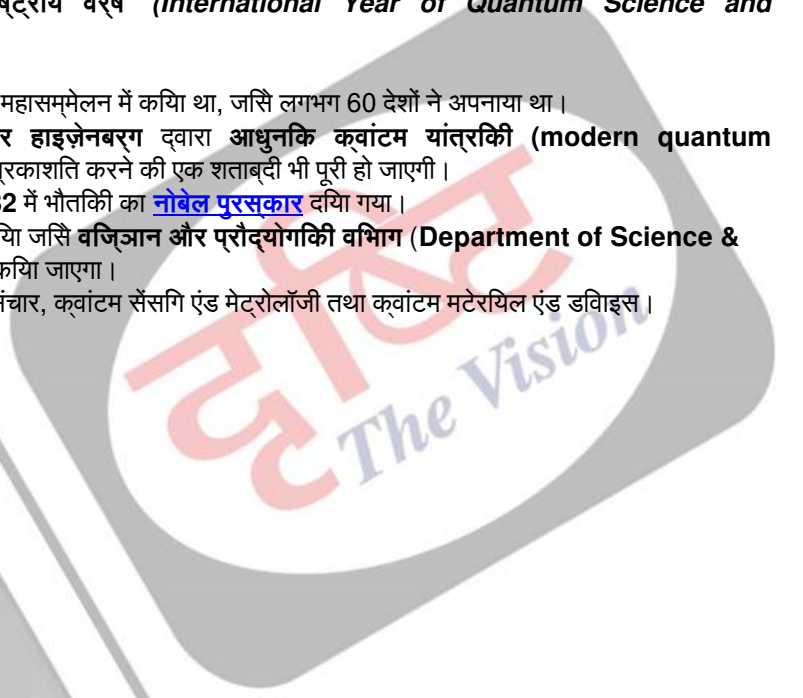 ष्ट्रीय वर्ष (International Year of Quantum Science and
महासम्मेलन में किया था, जिसे लगभग 60 देशों ने अपनाया था।
र हाइज़ेनबर्ग द्वारा आधुनिक क्वांटम यांत्रिकी (modern quantum
प्रकाशित करने की एक शताब्दी भी पूरी हो जाएगी।
32 में भौतिकी का नोबेल पुरस्कार दिया गया।
या जिसे विज्ञान और प्रौद्योगिकी विभाग (Department of Science &
किया जाएगा।
संचार, क्वांटम सेंसिंग एंड मेट्रोलॉजी तथा क्वांटम मटेरियल एंड डिवाइस।
दृष्टि
The Vision